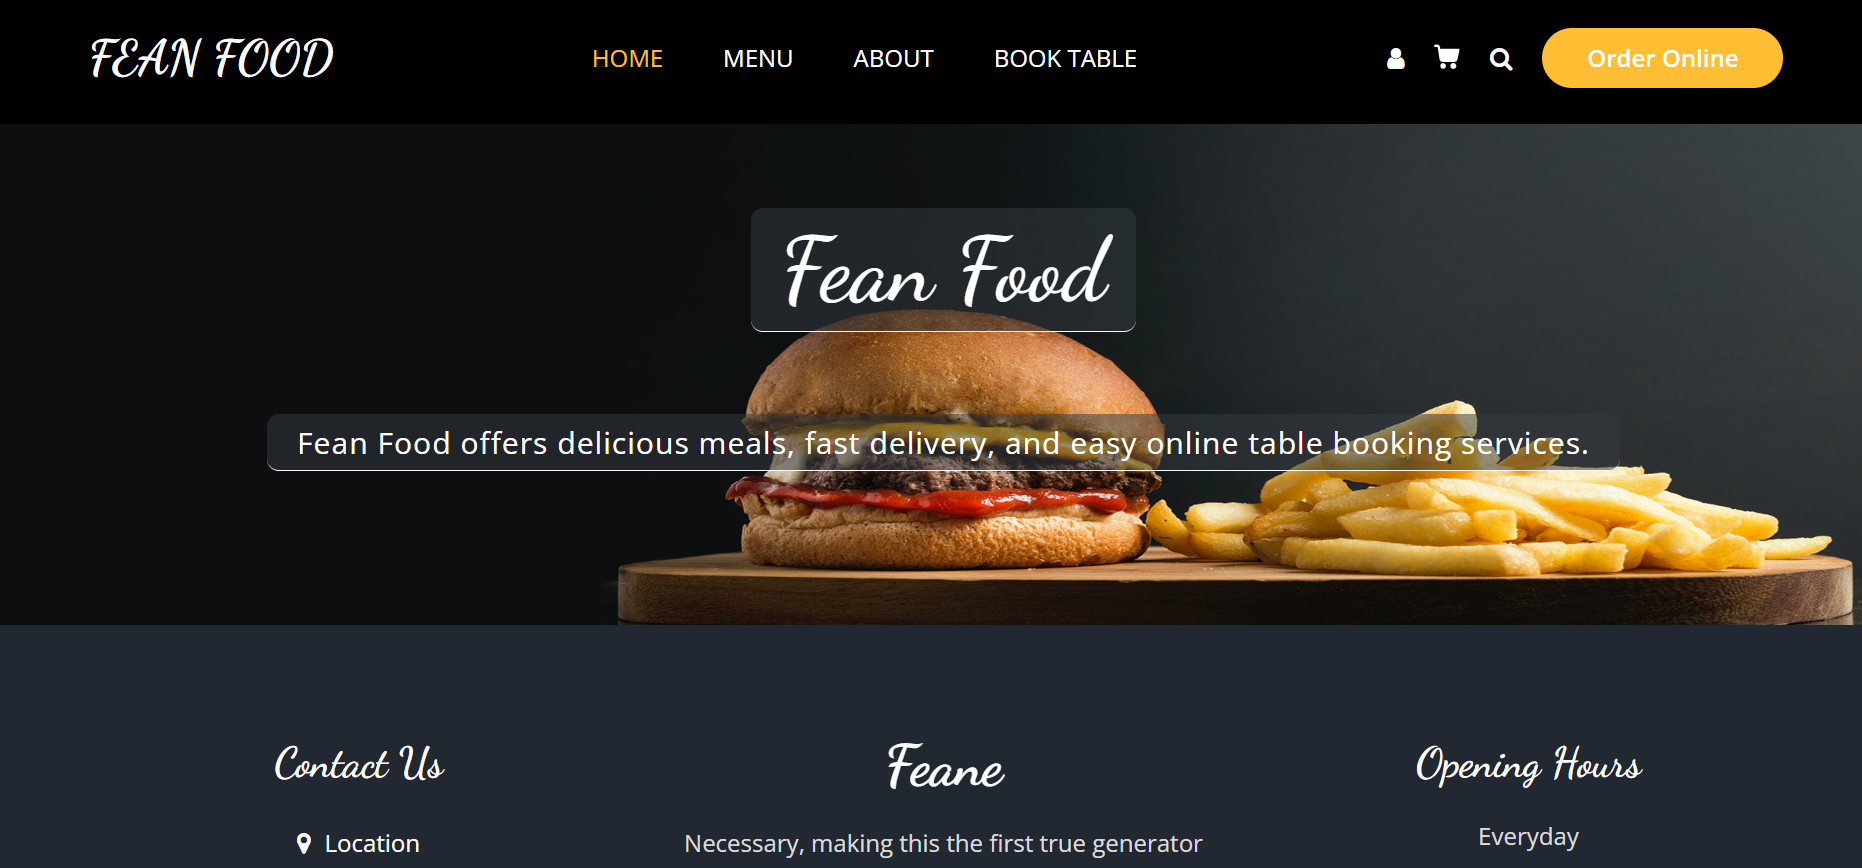 FEAN FOOD
HOME MENU ABOUT BOOK TABLE Order Online
Fean Food
Fean Food offers delicious meals, fast delivery, and easy online table booking services.
Contact Us
Feane
Opening Hours
Location
Necessary, making this the first true generator
Everyday